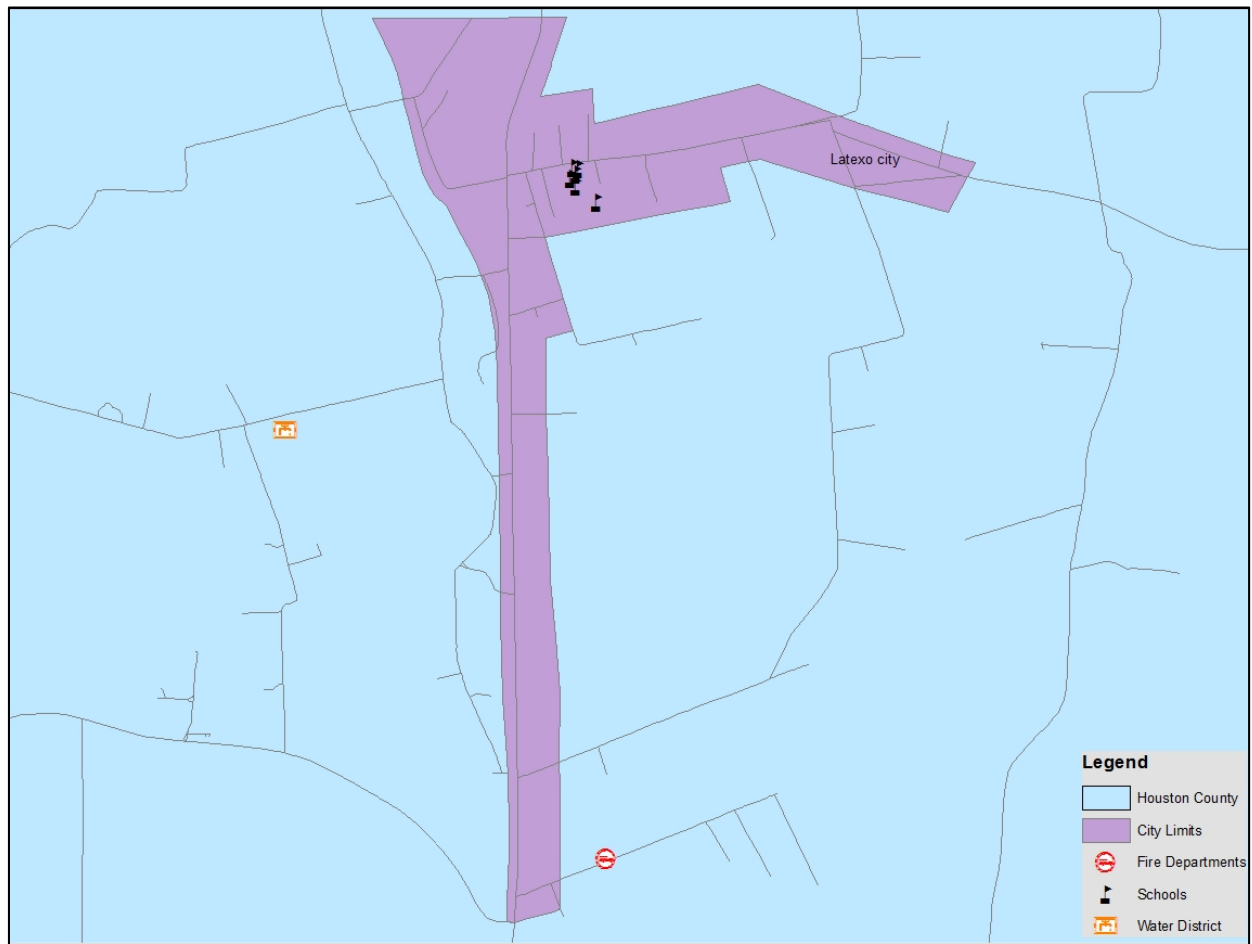 Latexo city
Legend
Houston County
City Limits
Fire Departments
Schools
Water District